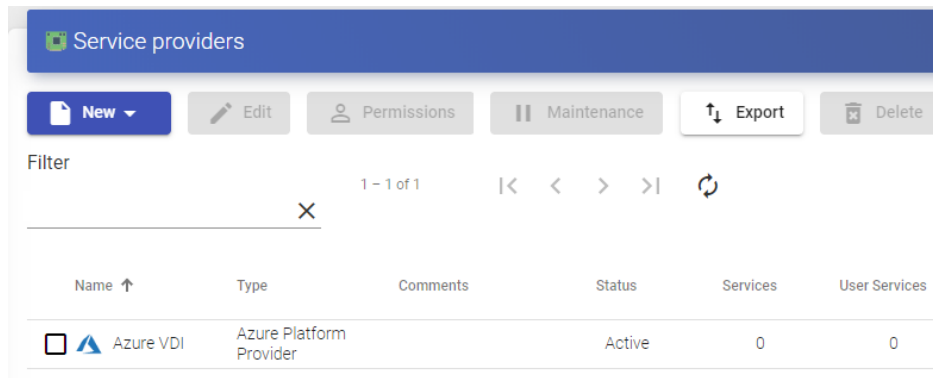 Service providers
New Edit Permissions Maintenance Export Delete
Filter
1 – 1 of 1
Name Type Comments Status Services User Services
Azure VDI Azure Platform Provider Active 0 0